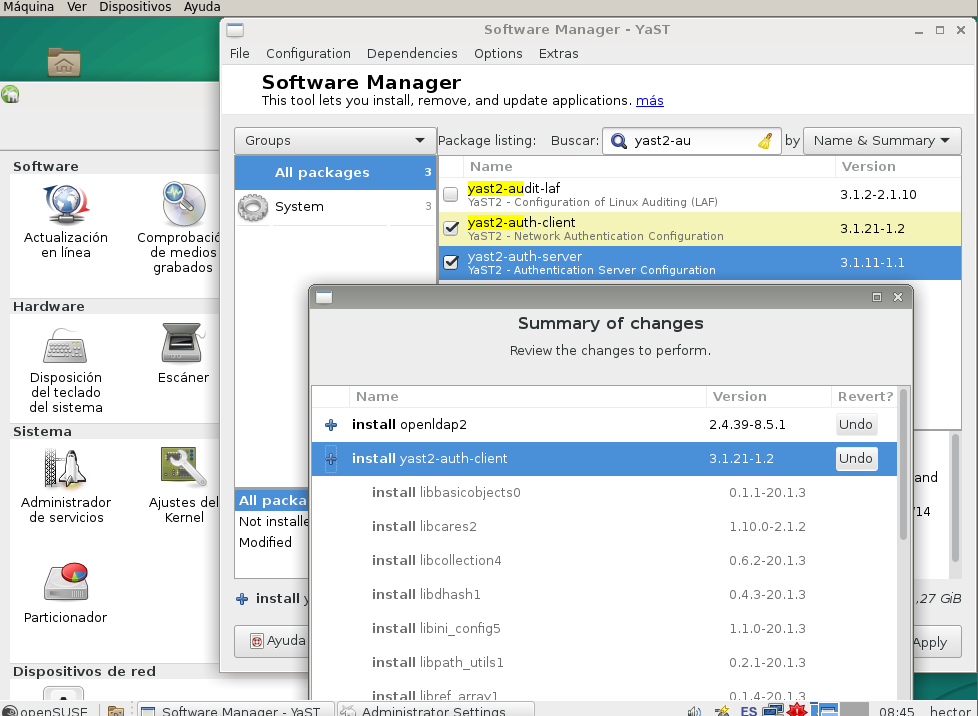 Máquina Ver Dispositivos Ayuda
Software Manager - YaST
File Configuration Dependencies Options Extras
Software Manager
This tool lets you install, remove, and update applications. más
Groups
Package listing: Buscar: yast2-au by Name & Summary
All packages 3
System 3
Name Version
yast2-audit-laf 3.1.2-2.1.10
YaST2 - Configuration of Linux Auditing (LAF)
yast2-auth-client 3.1.21-1.2
YaST2 - Network Authentication Configuration
yast2-auth-server 3.1.11-1.1
YaST2 - Authentication Server Configuration
Software
Actualización
en línea
Comprobació
de medios
grabados
Hardware
Disposición
del teclado
del sistema
Escáner
Sistema
Administrador
de servicios
Ajustes del
Kernel
Particionador
Dispositivos de red
All packa
Not installe
Modified
install y
Ayuda
and
/14
,27 GiB
Apply
Summary of changes
Review the changes to perform.
Name Version Revert?
install openldap2 2.4.39-8.5.1 Undo
install yast2-auth-client 3.1.21-1.2 Undo
install libbasicobjects0 0.1.1-20.1.3
install libcares2 1.10.0-2.1.2
install libcollection4 0.6.2-20.1.3
install libdhash1 0.4.3-20.1.3
install libini_config5 1.1.0-20.1.3
install libpath_utils1 0.2.1-20.1.3
install libref_array1 0.1.4-20.1.3
openSUSE Software Manager - YaST Administrator Settings ES 08:45 hector